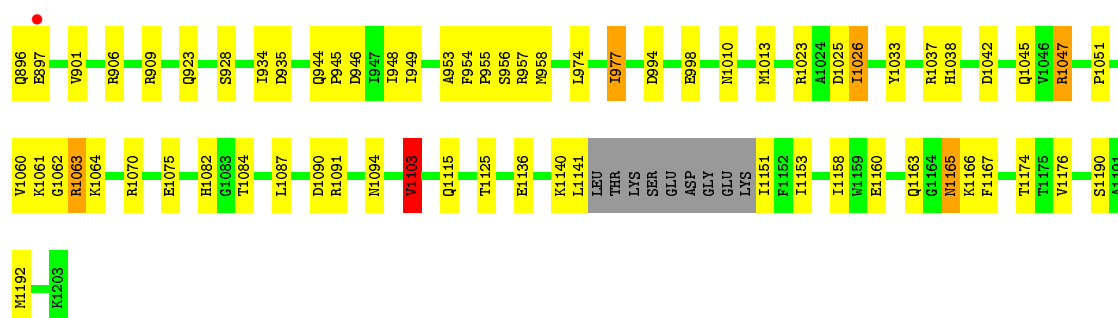 Q896 E897 V901 R906 R909 Q923 S928 I934 D935 Q944 P945 D946 I947 I948 I949 A953 F954 P955 S956 R957 M958 L974 I977 D994 E998 N1010 M1013 R1023 A1024 D1025 I1026 Y1033 R1037 H1038 D1042 Q1045 V1046 R1047 P1051
V1060 K1061 G1062 R1063 K1064 R1070 E1075 H1082 G1083 T1084 L1087 D1090 R1091 N1094 V1103 Q1115 T1125 E1136 K1140 L1141 LEU THR LYS SER GLU ASP GLY GLU LYS I1151 F1152 I1153 I1158 W1159 E1160 Q1163 G1164 N1165 K1166 F1167 T1174 T1175 V1176 S1190 A1191
M1192 K1203